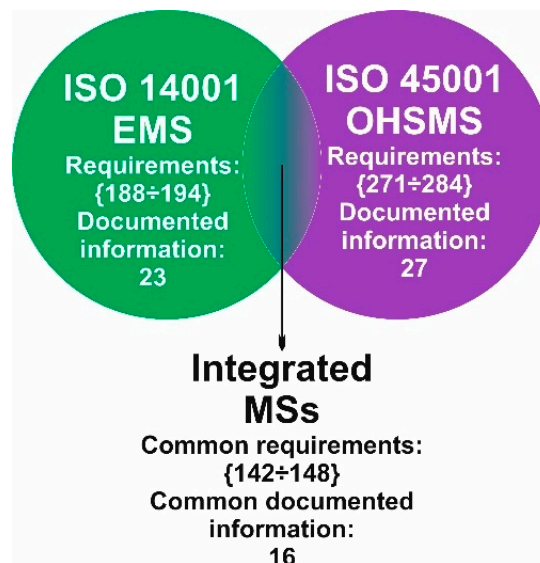 ISO 14001
EMS
Requirements:
{188÷194}
Documented
information:
23
ISO 45001
OHSMS
Requirements:
{271÷284}
Documented
information:
27
Integrated
MSs
Common requirements:
{142÷148}
Common documented
information:
16